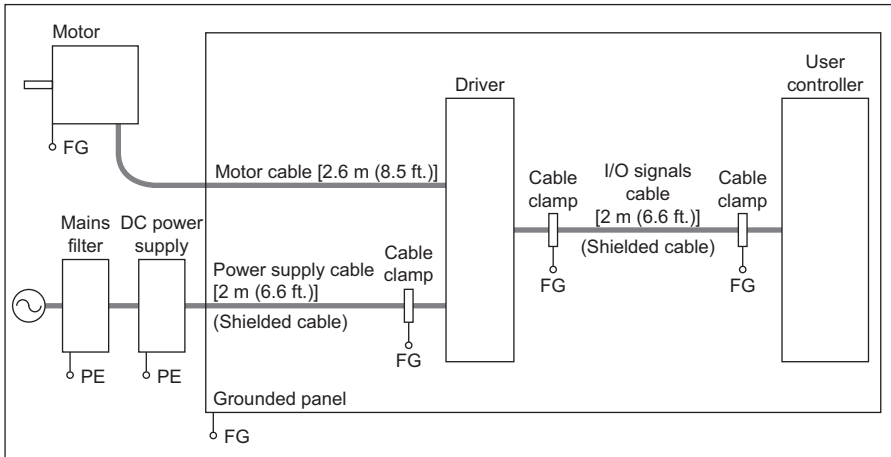 Motor
FG
Motor cable [2.6 m (8.5 ft.)]
Mains
filter
PE
DC power
supply
PE
Power supply cable
[2 m (6.6 ft.)]
(Shielded cable)
Cable
clamp
FG
Driver
Cable
clamp
FG
I/O signals
cable
[2 m (6.6 ft.)]
(Shielded cable)
Cable
clamp
FG
User
controller
Grounded panel
FG